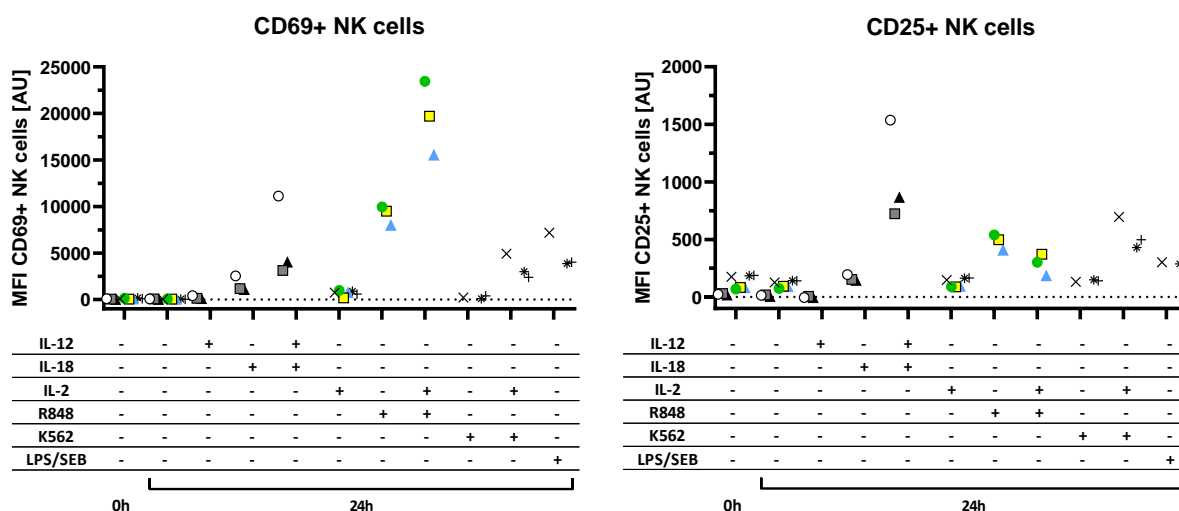 CD69+ NK cells
MFI CD69+ NK cells [AU]
25000
20000
15000
10000
5000
0
IL-12 - - + - + - - - - - -
IL-18 - - - + + - - - - - -
IL-2 - - - - - + - + - + -
R848 - - - - - - + + - - -
K562 - - - - - - - - + + -
LPS/SEB - - - - - - - - - - +
0h 24h
CD25+ NK cells
MFI CD25+ NK cells [AU]
2000
1500
1000
500
0
IL-12 - - + - + - - - - - -
IL-18 - - - + + - - - - - -
IL-2 - - - - - + - + - + -
R848 - - - - - - + + - - -
K562 - - - - - - - - + + -
LPS/SEB - - - - - - - - - - +
0h 24h